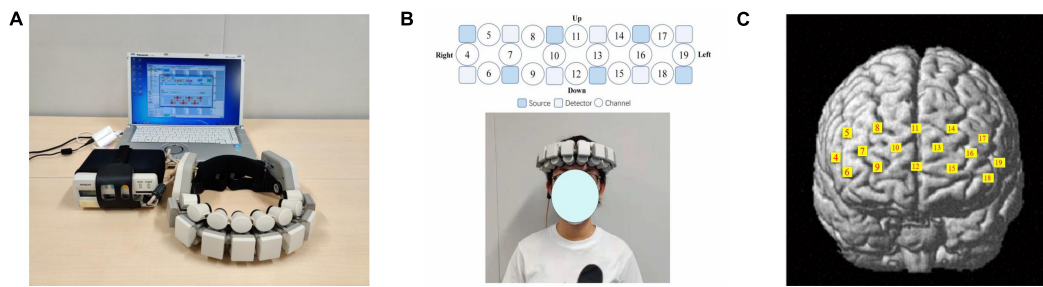 A
B
C
Up
5 8 11 14 17
Right 4 7 10 13 16 19 Left
6 9 12 15 18
Down
Source Detector Channel
5 8 11 14 17
4 7 10 13 16 19
6 9 12 15 18